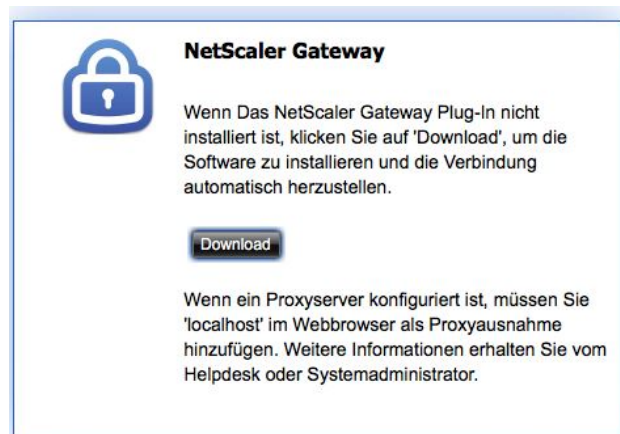 NetScaler Gateway
Wenn Das NetScaler Gateway Plug-In nicht
installiert ist, klicken Sie auf 'Download', um die
Software zu installieren und die Verbindung
automatisch herzustellen.
Download
Wenn ein Proxyserver konfiguriert ist, müssen Sie
'localhost' im Webbrowser als Proxyausnahme
hinzufügen. Weitere Informationen erhalten Sie vom
Helpdesk oder Systemadministrator.